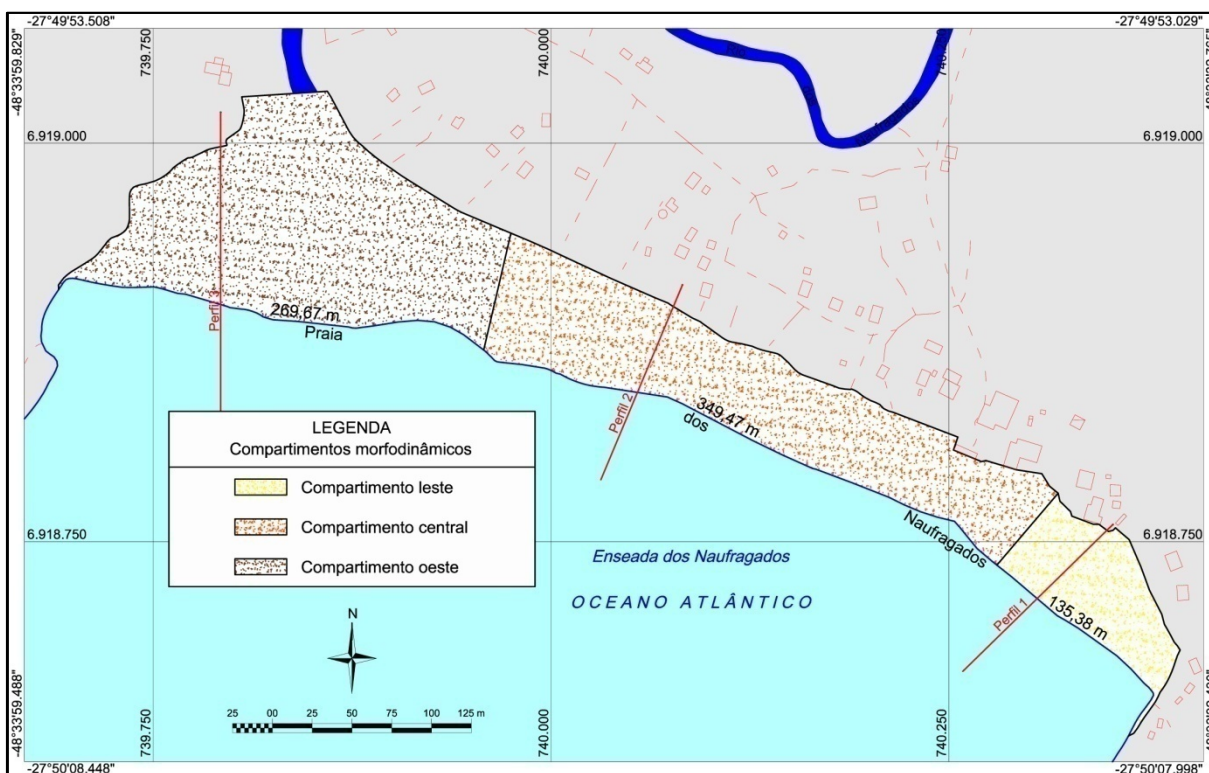 -27°49'53.508"
-27°49'53.029"
-48°33'59.829"
739.750
740.000
6.919.000
6.919.000
Perfil 3
269,67 m
Praia
Perfil 2
349,47 m
dos
LEGENDA
Compartimentos morfodinâmicos
Compartimento leste
Compartimento central
Compartimento oeste
6.918.750
6.918.750
Naufragados
Enseada dos Naufragados
OCEANO ATLÂNTICO
Perfil 1
135,38 m
N
25 00 25 50 75 100 125 m
-48°33'59.488"
739.750
740.000
740.250
-27°50'08.448"
-27°50'07.998"